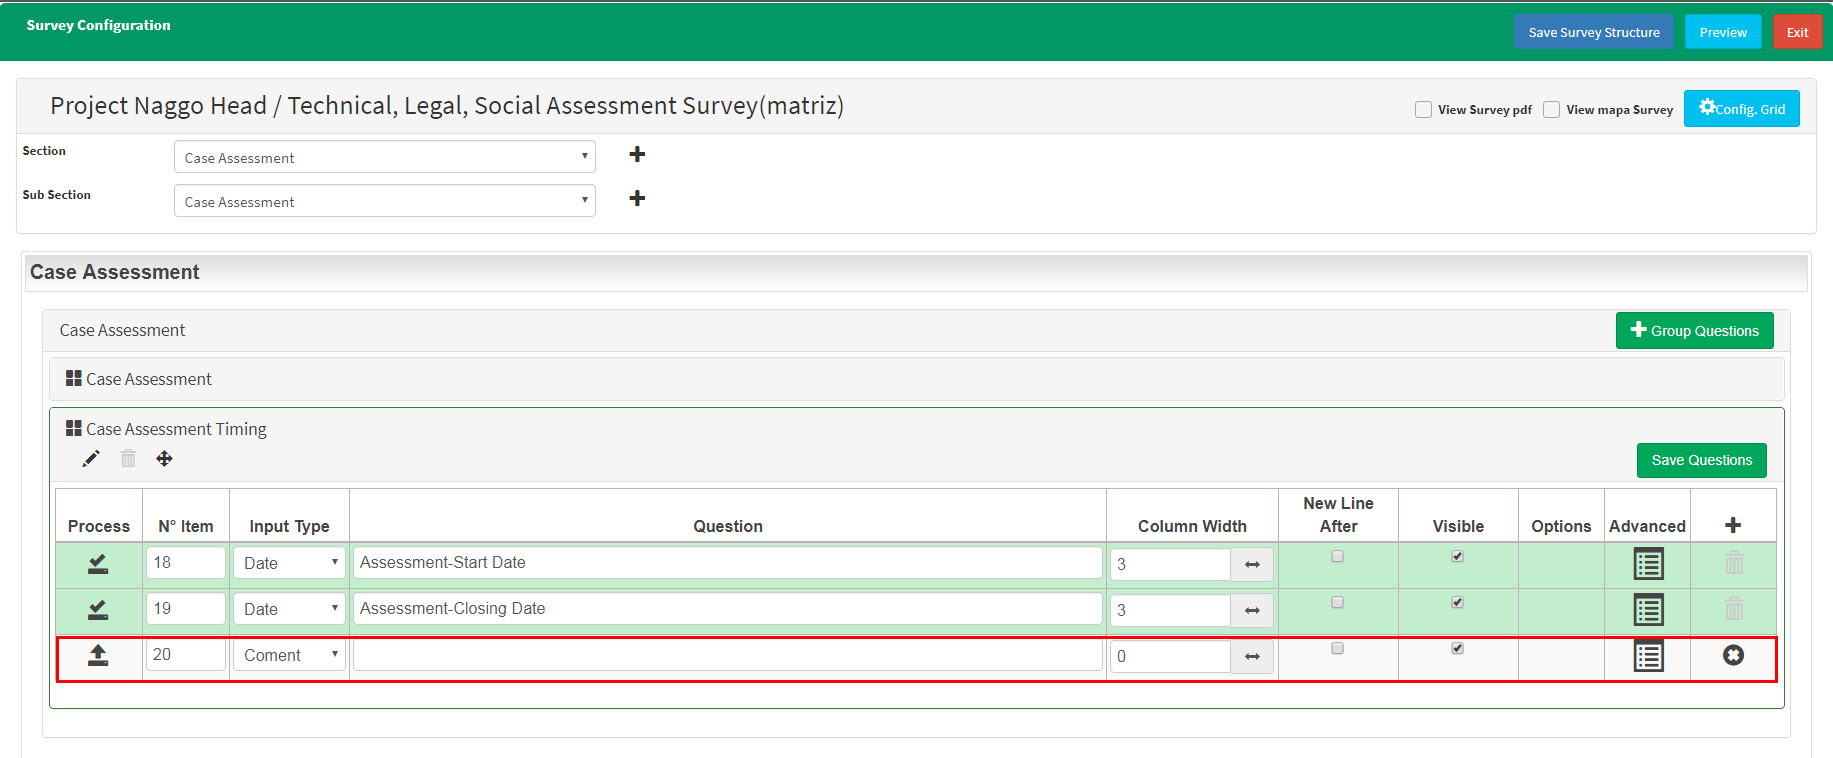 Survey Configuration
Save Survey Structure
Preview
Exit
Project Naggo Head / Technical, Legal, Social Assessment Survey(matriz)
View Survey pdf
View mapa Survey
Config. Grid
Section
Case Assessment
Sub Section
Case Assessment
Case Assessment
Case Assessment
Group Questions
Case Assessment
Case Assessment Timing
Save Questions
Process
N° Item
Input Type
Question
Column Width
New Line
After
Visible
Options
Advanced
18
Date
Assessment-Start Date
3
19
Date
Assessment-Closing Date
3
20
Coment
0